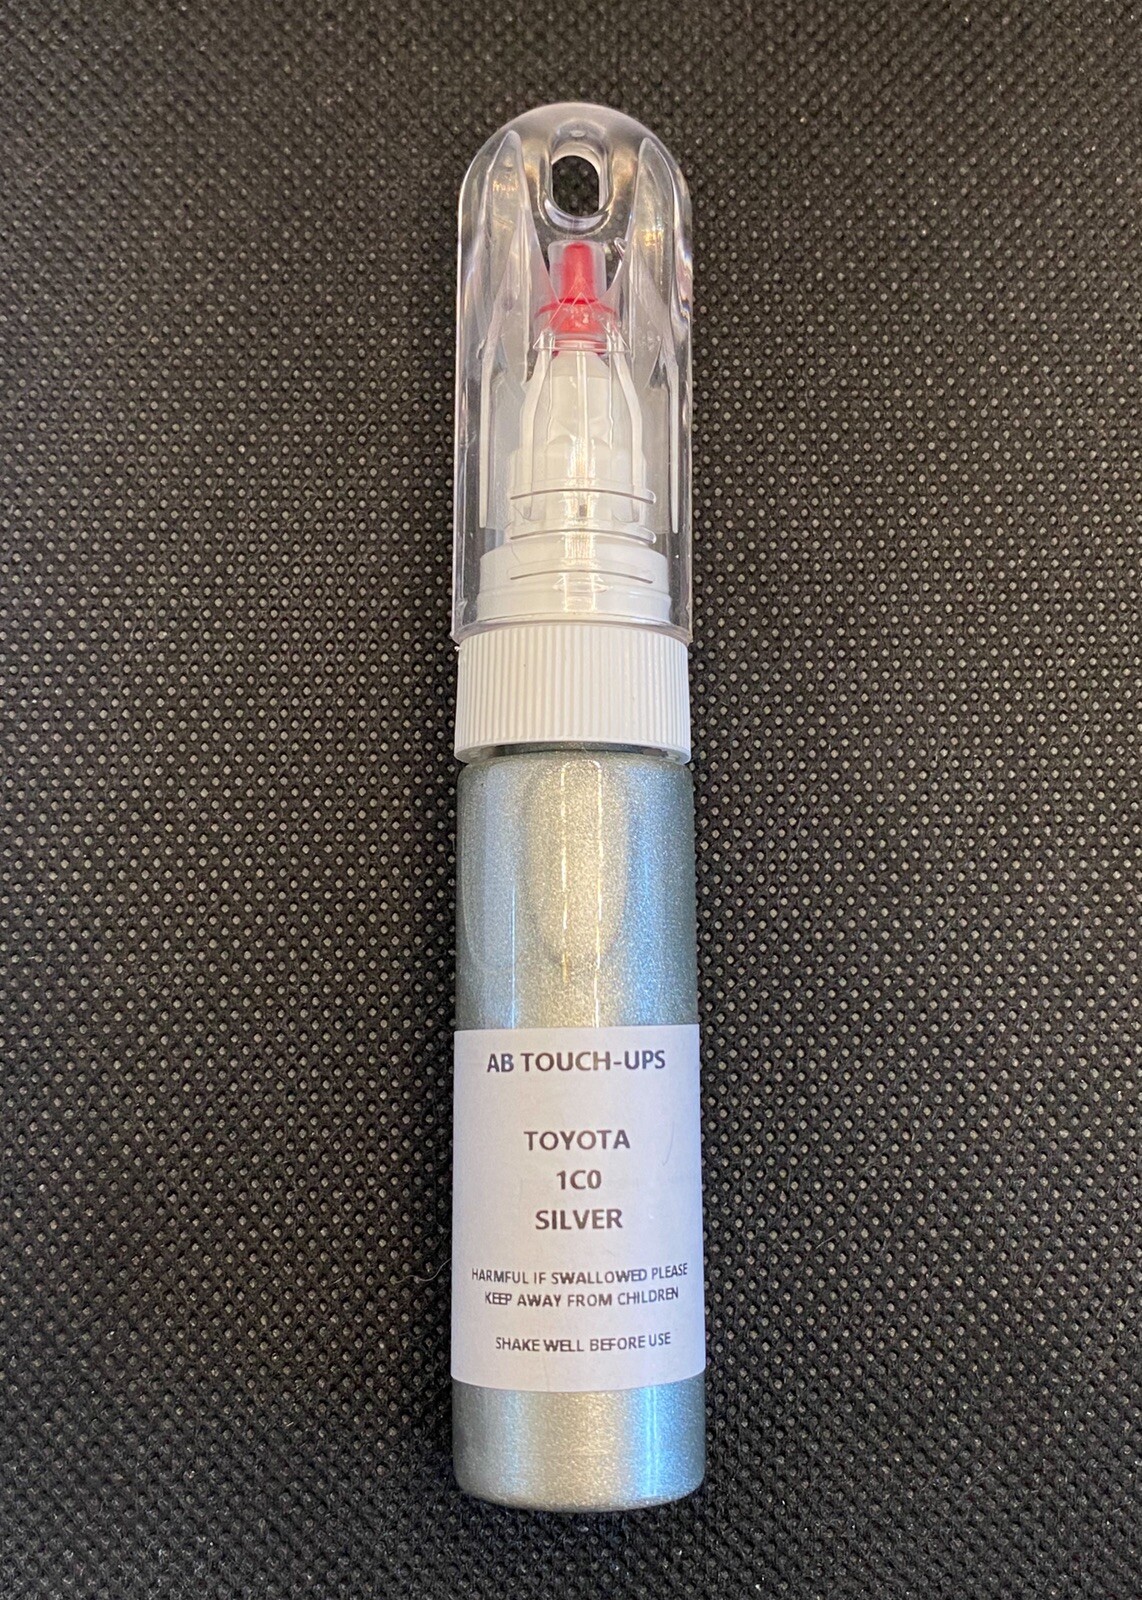 AB TOUCH-UPS
TOYOTA
1C0
SILVER
HARMFUL IF SWALLOWED PLEASE
KEEP AWAY FROM CHILDREN
SHAKE WELL BEFORE USE